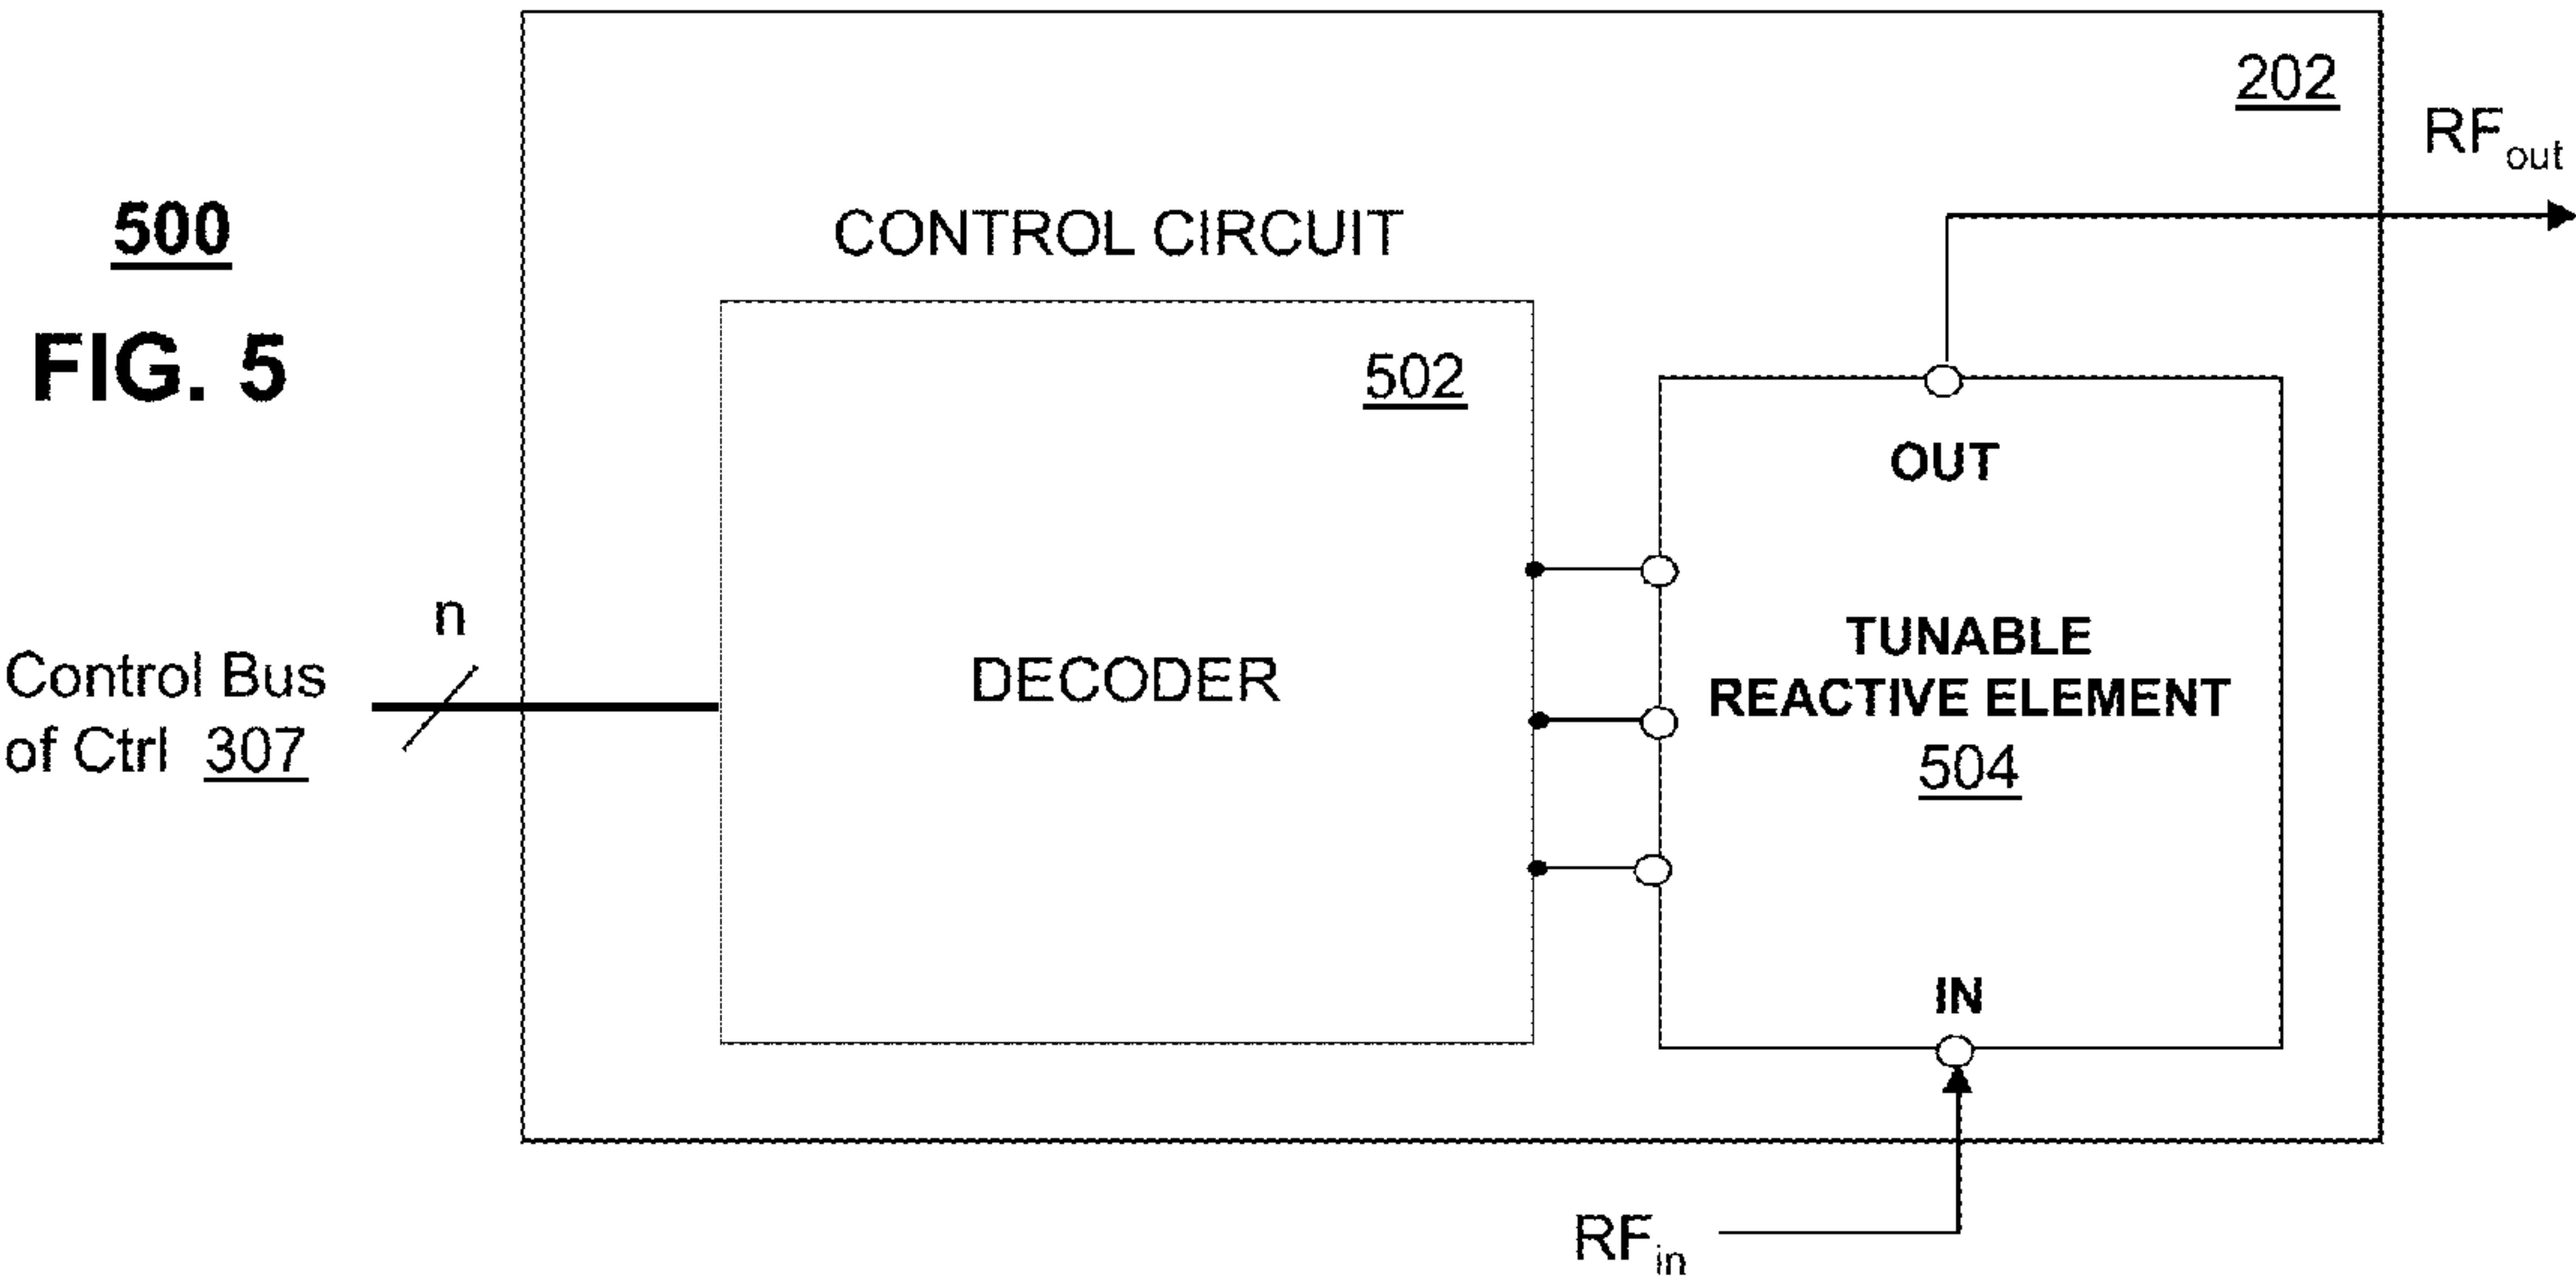 202
RFout
500
FIG. 5
CONTROL CIRCUIT
502
OUT
n
Control Bus
of Ctrl 307
DECODER
TUNABLE
REACTIVE ELEMENT
504
IN
RFin